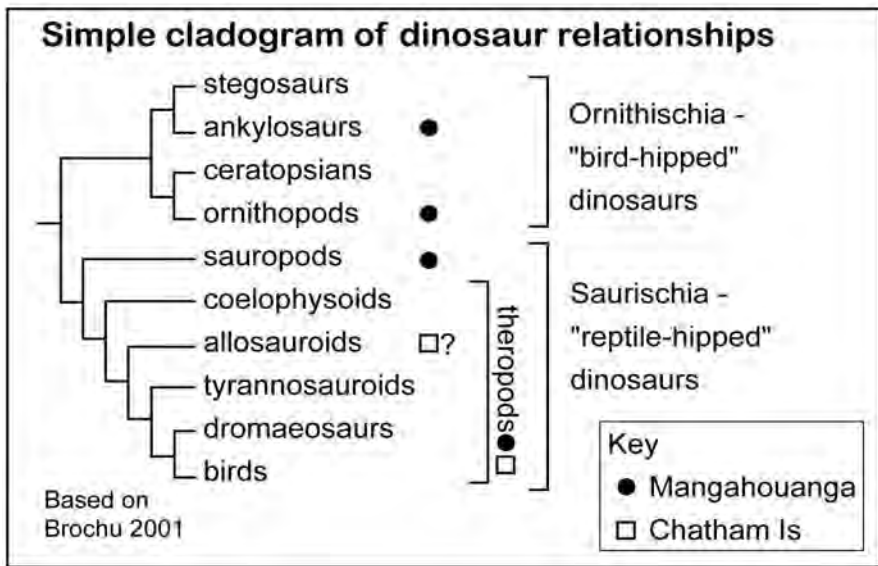 Simple cladogram of dinosaur relationships
stegosaurs
ankylosaurs
ceratopsians
ornithopods
sauropods
coelophysoids
allosauroids ?
tyrannosauroids
dromaeosaurs
birds
theropods
Ornithischia -
"bird-hipped"
dinosaurs
Saurischia -
"reptile-hipped"
dinosaurs
Key
Mangahouanga
Chatham Is
Based on
Brochu 2001